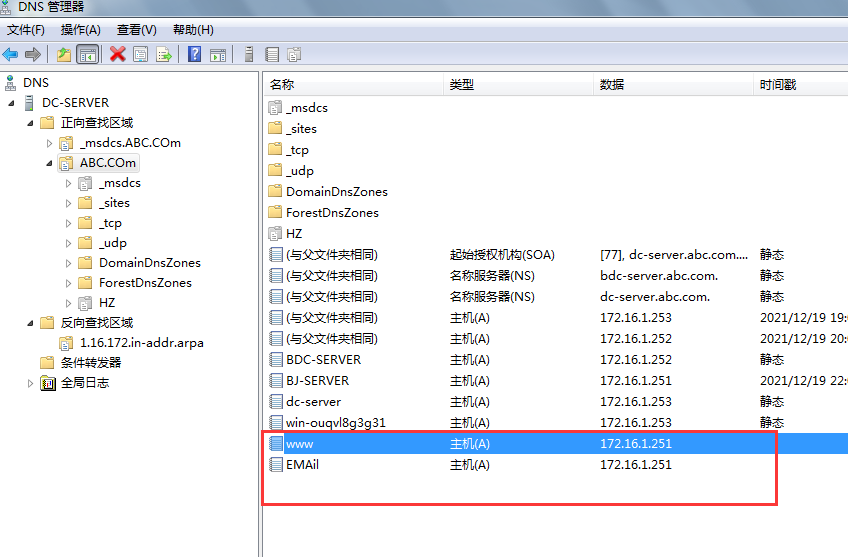 DNS 管理器
文件(F) 操作(A) 查看(V) 帮助(H)
DNS
DC-SERVER
正向查找区域
_msdcs.ABC.COm
ABC.COm
_msdcs
_sites
_tcp
_udp
DomainDnsZones
ForestDnsZones
HZ
反向查找区域
1.16.172.in-addr.arpa
条件转发器
全局日志
名称 类型 数据 时间戳
_msdcs
_sites
_tcp
_udp
DomainDnsZones
ForestDnsZones
HZ
(与父文件夹相同) 起始授权机构(SOA) [77], dc-server.abc.com.... 静态
(与父文件夹相同) 名称服务器(NS) bdc-server.abc.com. 静态
(与父文件夹相同) 名称服务器(NS) dc-server.abc.com. 静态
(与父文件夹相同) 主机(A) 172.16.1.253 2021/12/19 19:
(与父文件夹相同) 主机(A) 172.16.1.252 2021/12/19 20:
BDC-SERVER 主机(A) 172.16.1.252 静态
BJ-SERVER 主机(A) 172.16.1.251 2021/12/19 22:
dc-server 主机(A) 172.16.1.253 静态
win-ouqvl8g3g31 主机(A) 172.16.1.253 静态
www 主机(A) 172.16.1.251
EMAil 主机(A) 172.16.1.251